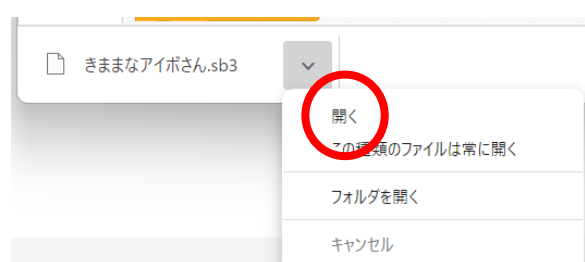 きままなアイボさん.sb3
開く
この種類のファイルは常に開く
フォルダを開く
キャンセル